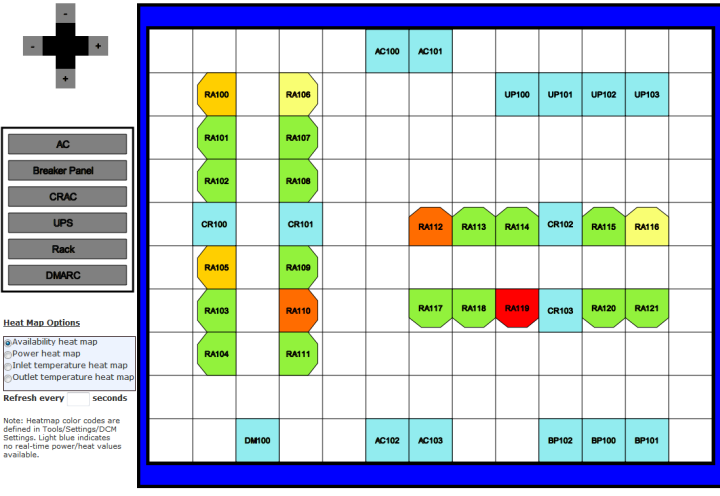 -
- +
+
AC
Breaker Panel
CRAC
UPS
Rack
DMARC
Heat Map Options
Availability heat map
Power heat map
Inlet temperature heat map
Outlet temperature heat map
Refresh every seconds
Note: Heatmap color codes are
defined in Tools/Settings/DCM
Settings. Light blue indicates
no real-time power/heat values
available.
AC100 AC101
RA100 RA106 UP100 UP101 UP102 UP103
RA101 RA107
RA102 RA108
CR100 CR101 RA112 RA113 RA114 CR102 RA115 RA116
RA105 RA109
RA103 RA110 RA117 RA118 RA119 CR103 RA120 RA121
RA104 RA111
DM100 AC102 AC103 BP102 BP100 BP101